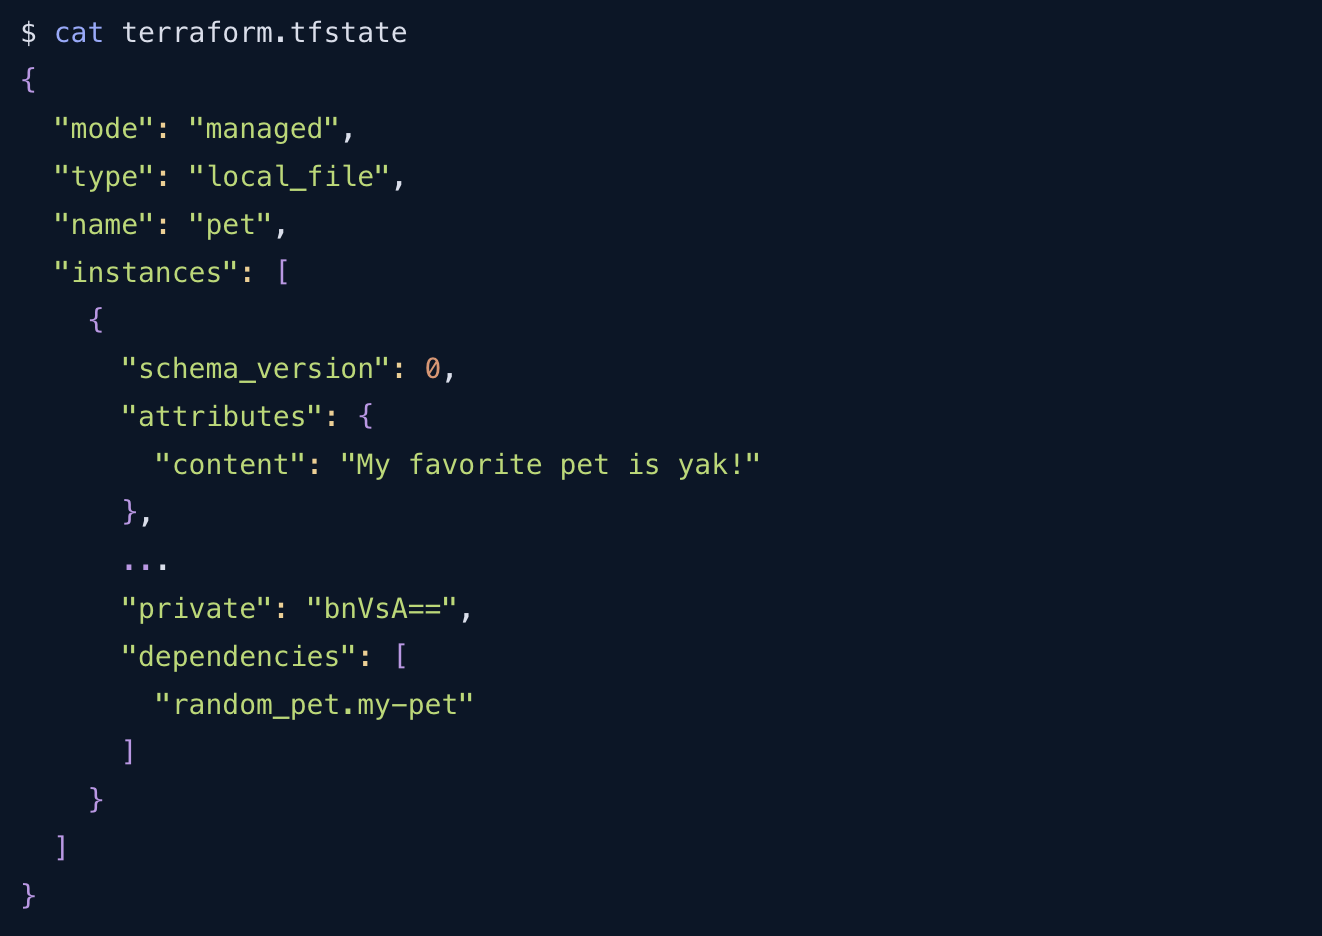 $ cat terraform.tfstate
{
  "mode": "managed",
  "type": "local_file",
  "name": "pet",
  "instances": [
    {
      "schema_version": 0,
      "attributes": {
        "content": "My favorite pet is yak!"
      },
      ...
      "private": "bnVsA==",
      "dependencies": [
        "random_pet.my-pet"
      ]
    }
  ]
}